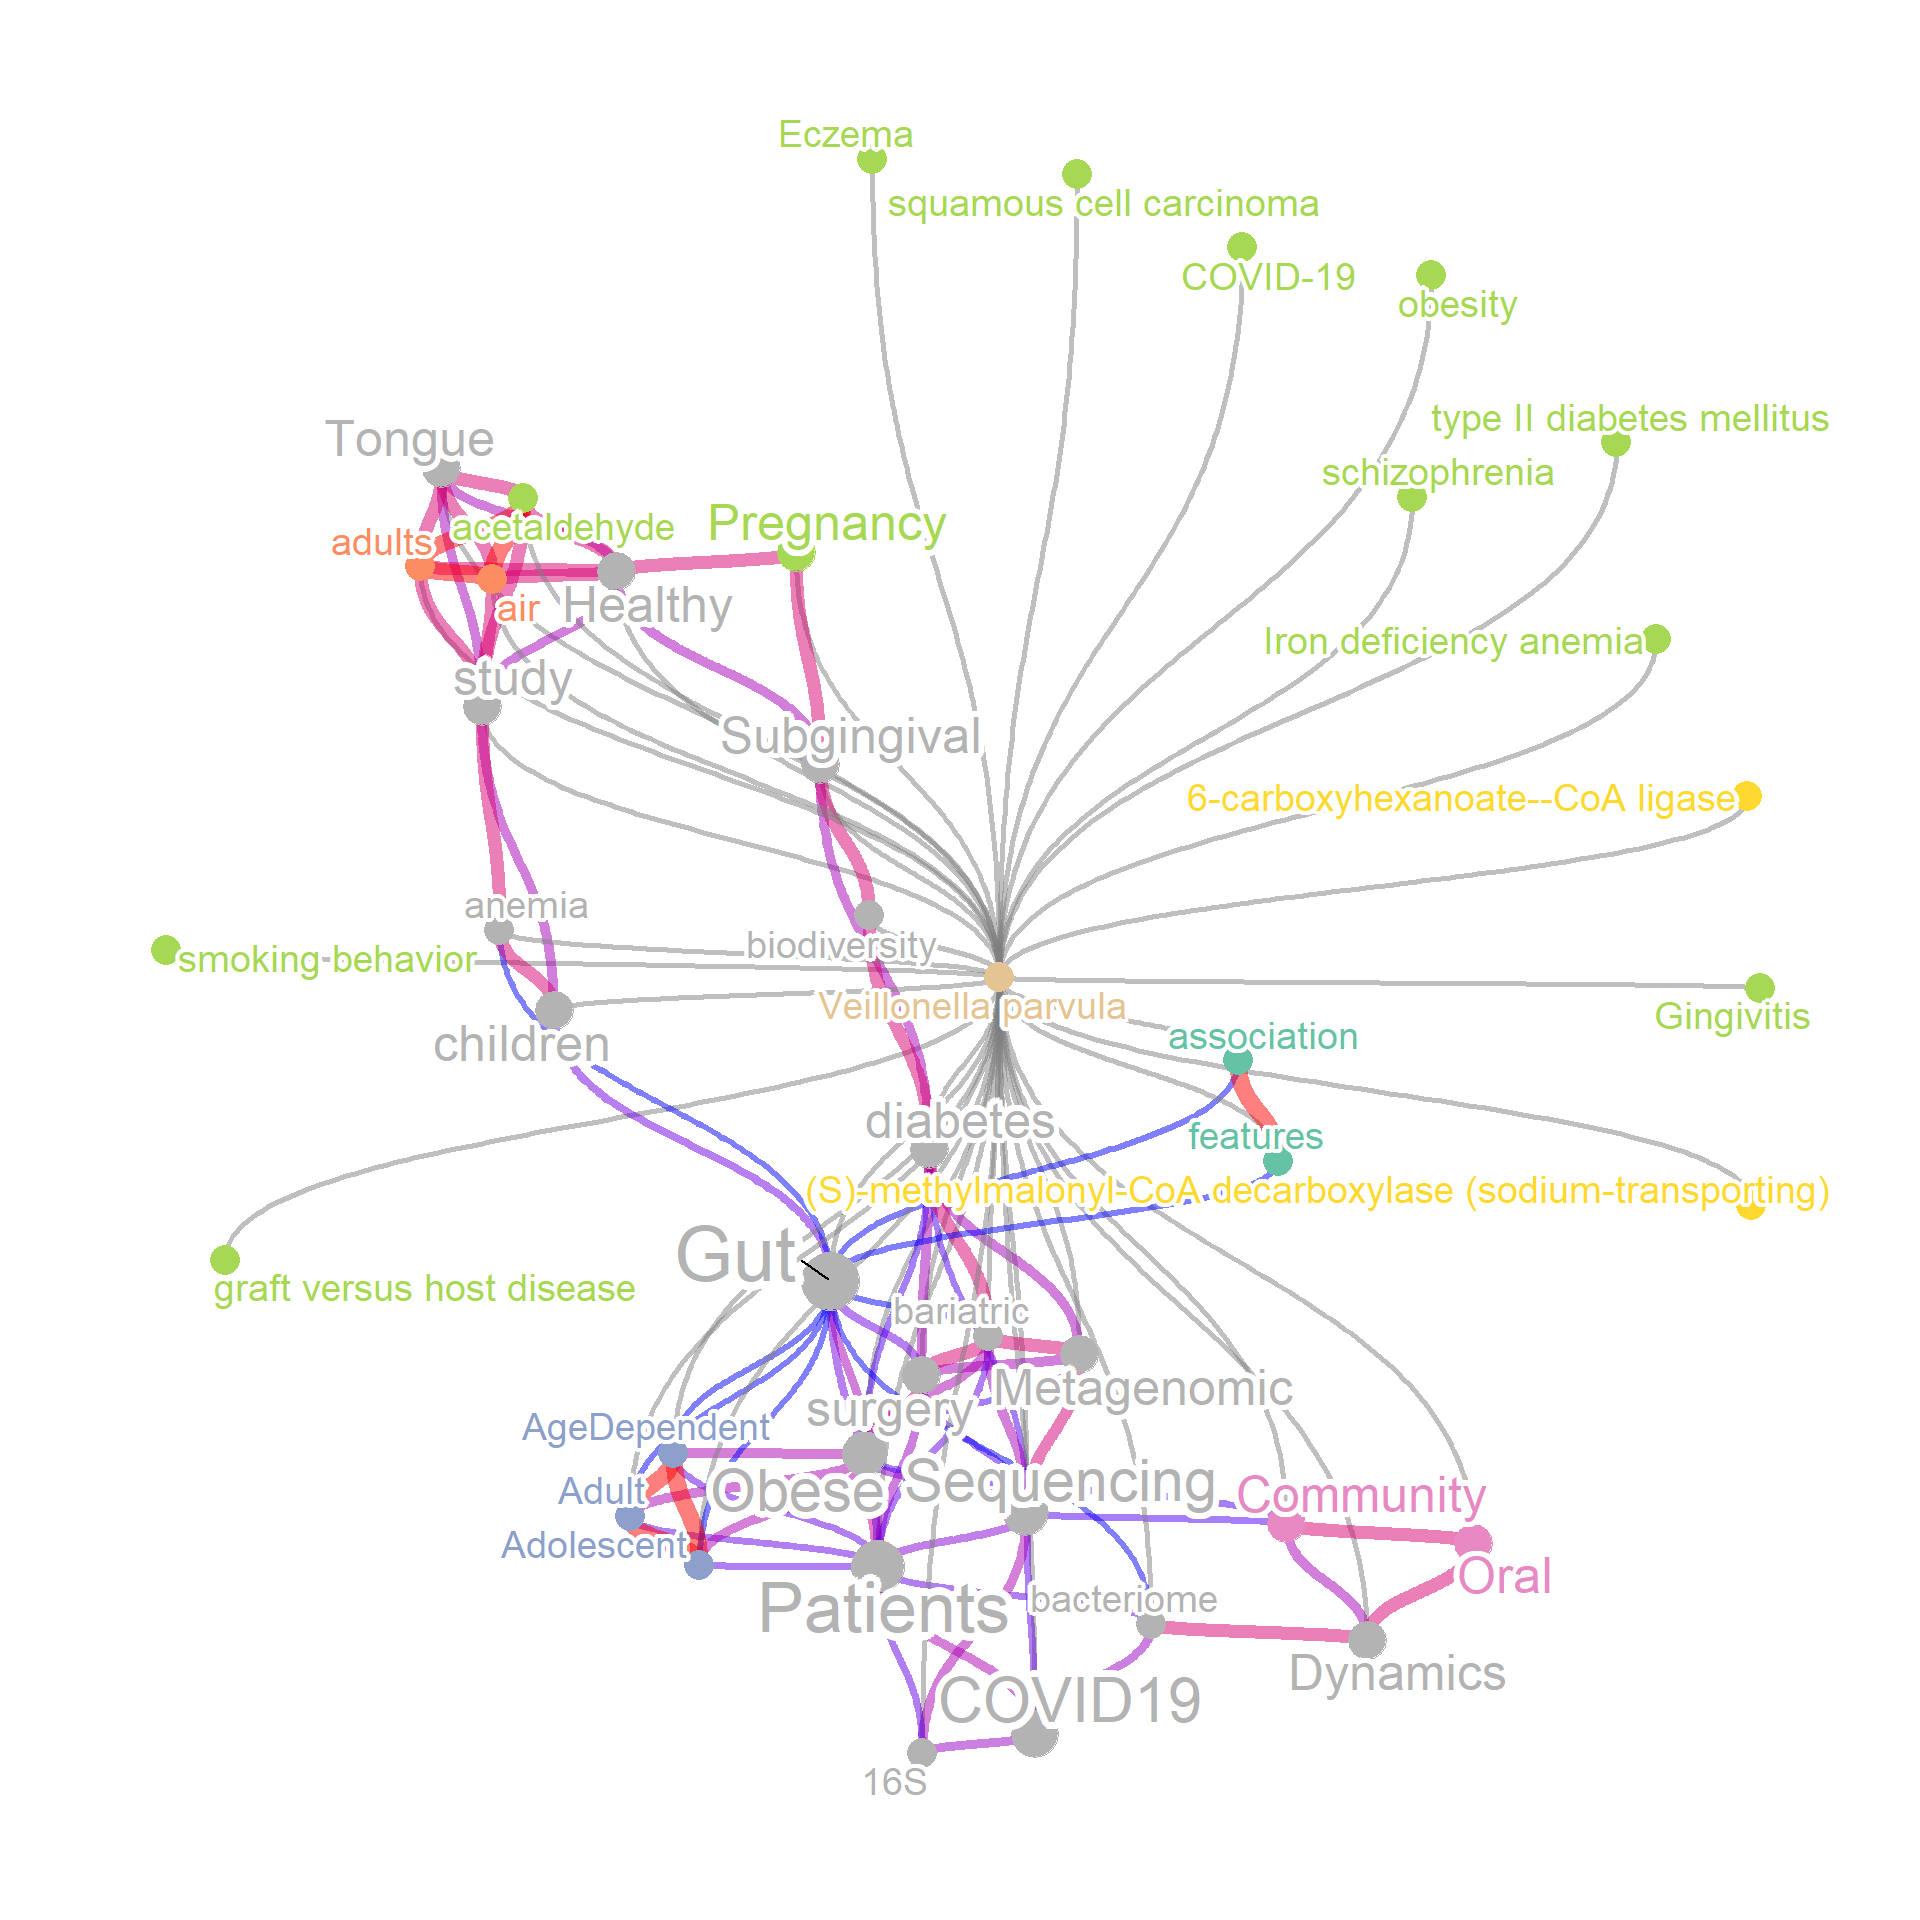 Eczema
squamous cell carcinoma
COVID-19
obesity
type II diabetes mellitus
Tongue
schizophrenia
acetaldehyde
Pregnancy
adults
air
Healthy
Iron deficiency anemia
study
Subgingival
6-carboxyhexanoate--CoA ligase
anemia
biodiversity
smoking behavior
Veillonella parvula
Gingivitis
association
children
diabetes
features
(S)-methylmalonyl-CoA decarboxylase (sodium-transporting)
Gut
graft versus host disease
bariatric
Metagenomic
surgery
AgeDependent
Adult
Obese
Sequencing
Community
Adolescent
Oral
Patients
bacteriome
Dynamics
COVID19
16S